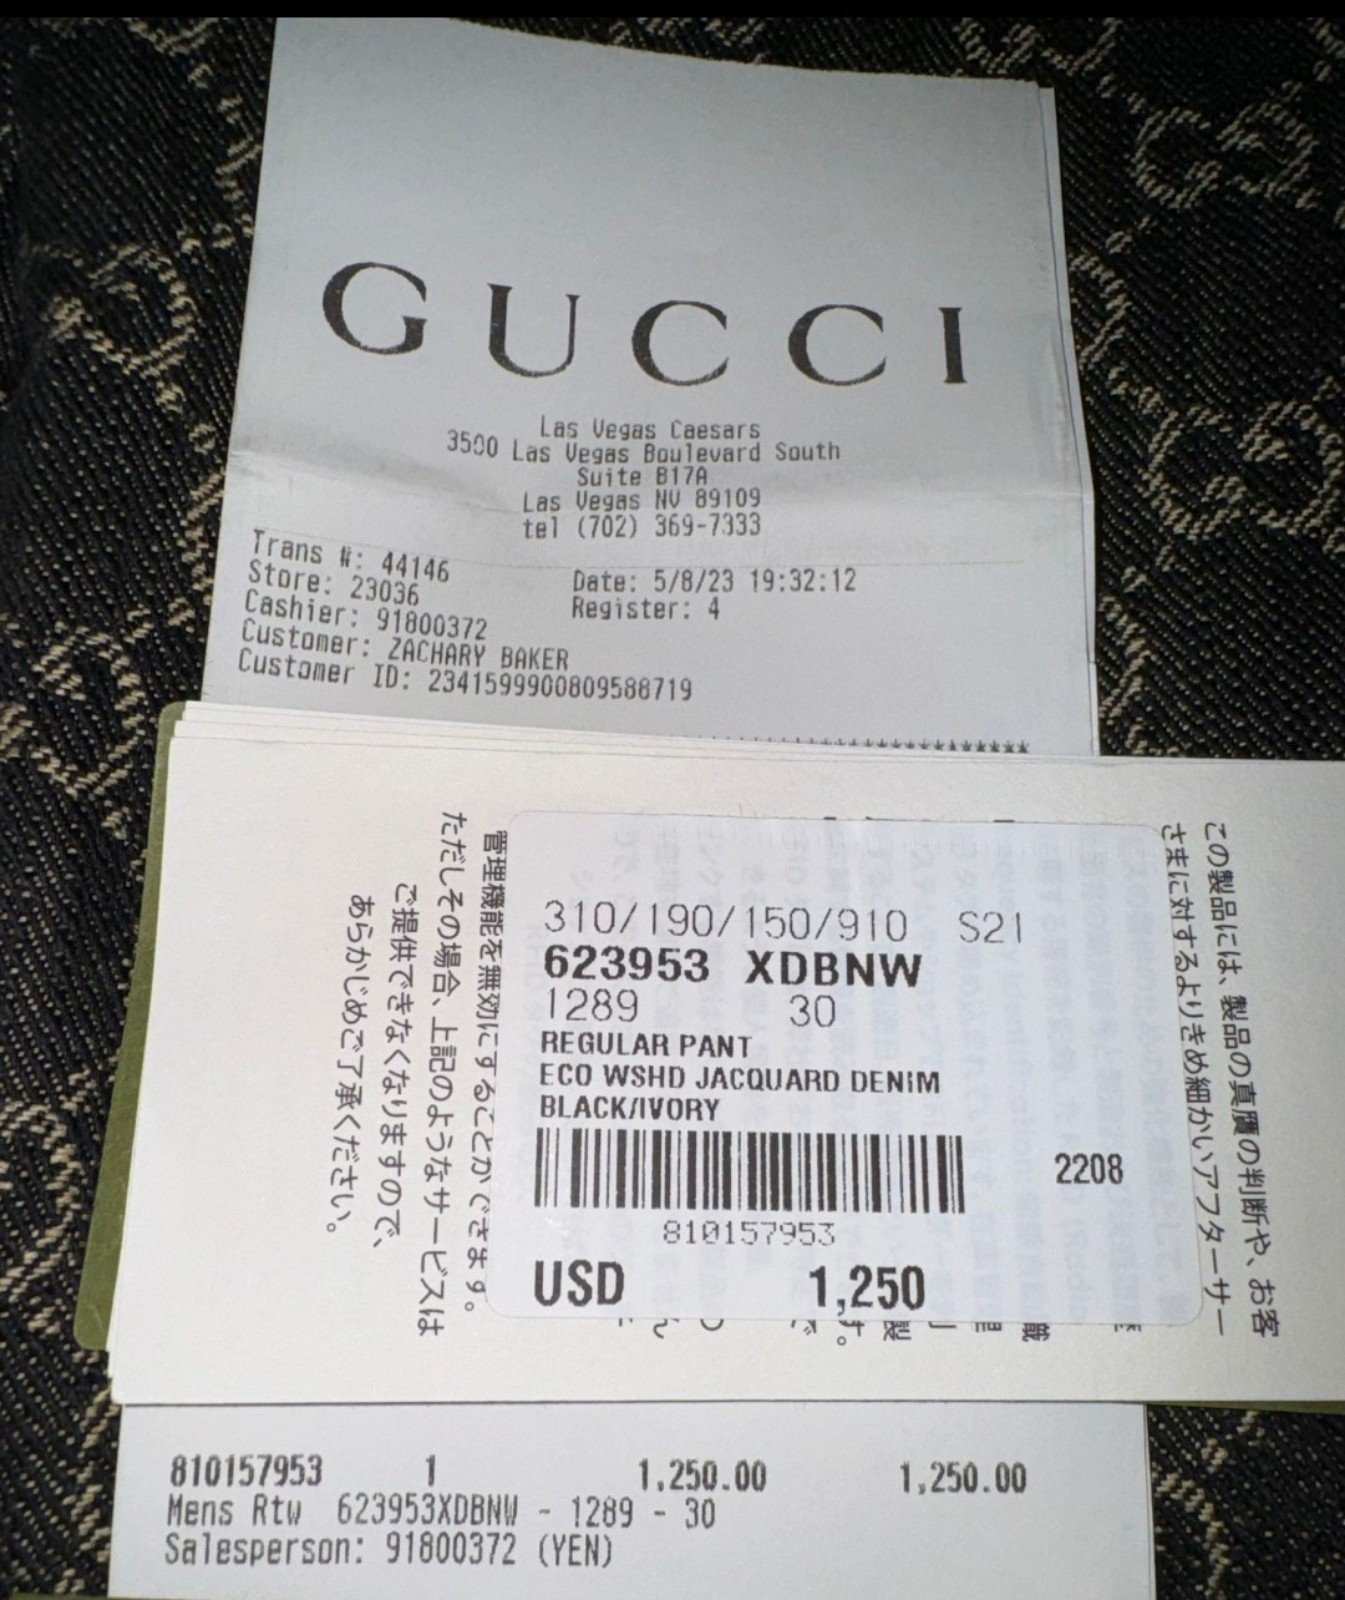 GUCCI
Las Vegas Caesars
3500 Las Vegas Boulevard South
Suite B17A
Las Vegas NV 89109
tel (702) 369-7333
Trans #: 44146
Store: 23036
Date: 5/8/23 19:32:12
Cashier: 91800372
Register: 4
Customer: ZACHARY BAKER
Customer ID: 2341599900809588719
この製品には、製品の真贋の判断や、お客
さまに対するよりきめ細かいアフターサー
310/190/150/910 S21
623953 XDBNW
1289 30
REGULAR PANT
ECO WSHD JACQUARD DENIM
BLACK/IVORY
2208
810157953
USD 1,250
管理機能を無効にすることができます。
ただしその場合、上記のようなサービスは
ご提供できなくなりますので、
あらかじめご了承ください。
810157953 1 1,250.00 1,250.00
Mens Rtw 623953XDBNW - 1289 - 30
Salesperson: 91800372 (YEN)